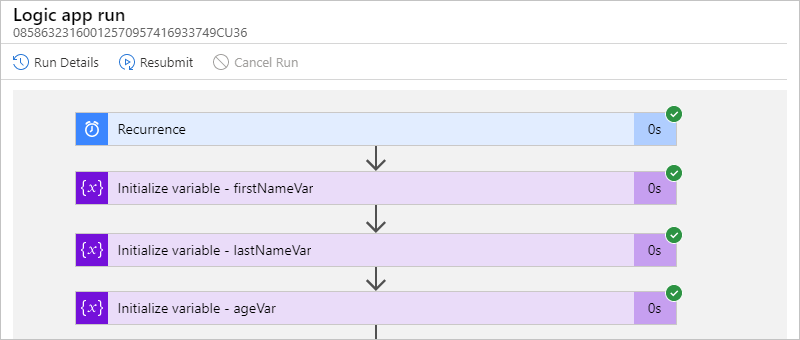 Logic app run
08586323160012570957416933749CU36
Run Details Resubmit Cancel Run
Recurrence 0s
{x} Initialize variable - firstNameVar 0s
{x} Initialize variable - lastNameVar 0s
{x} Initialize variable - ageVar 0s